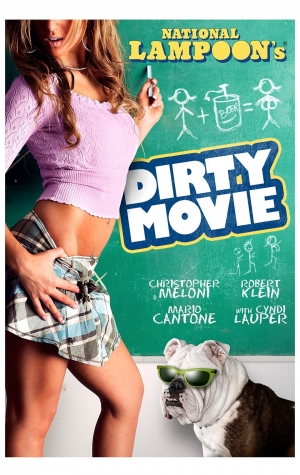 NATIONAL
LAMPOON's
DIRTY
MOVIE
CHRISTOPHER
MELONI
ROBERT
KLEIN
MARIO
CANTONE
WITH CYNDI
LAUPER